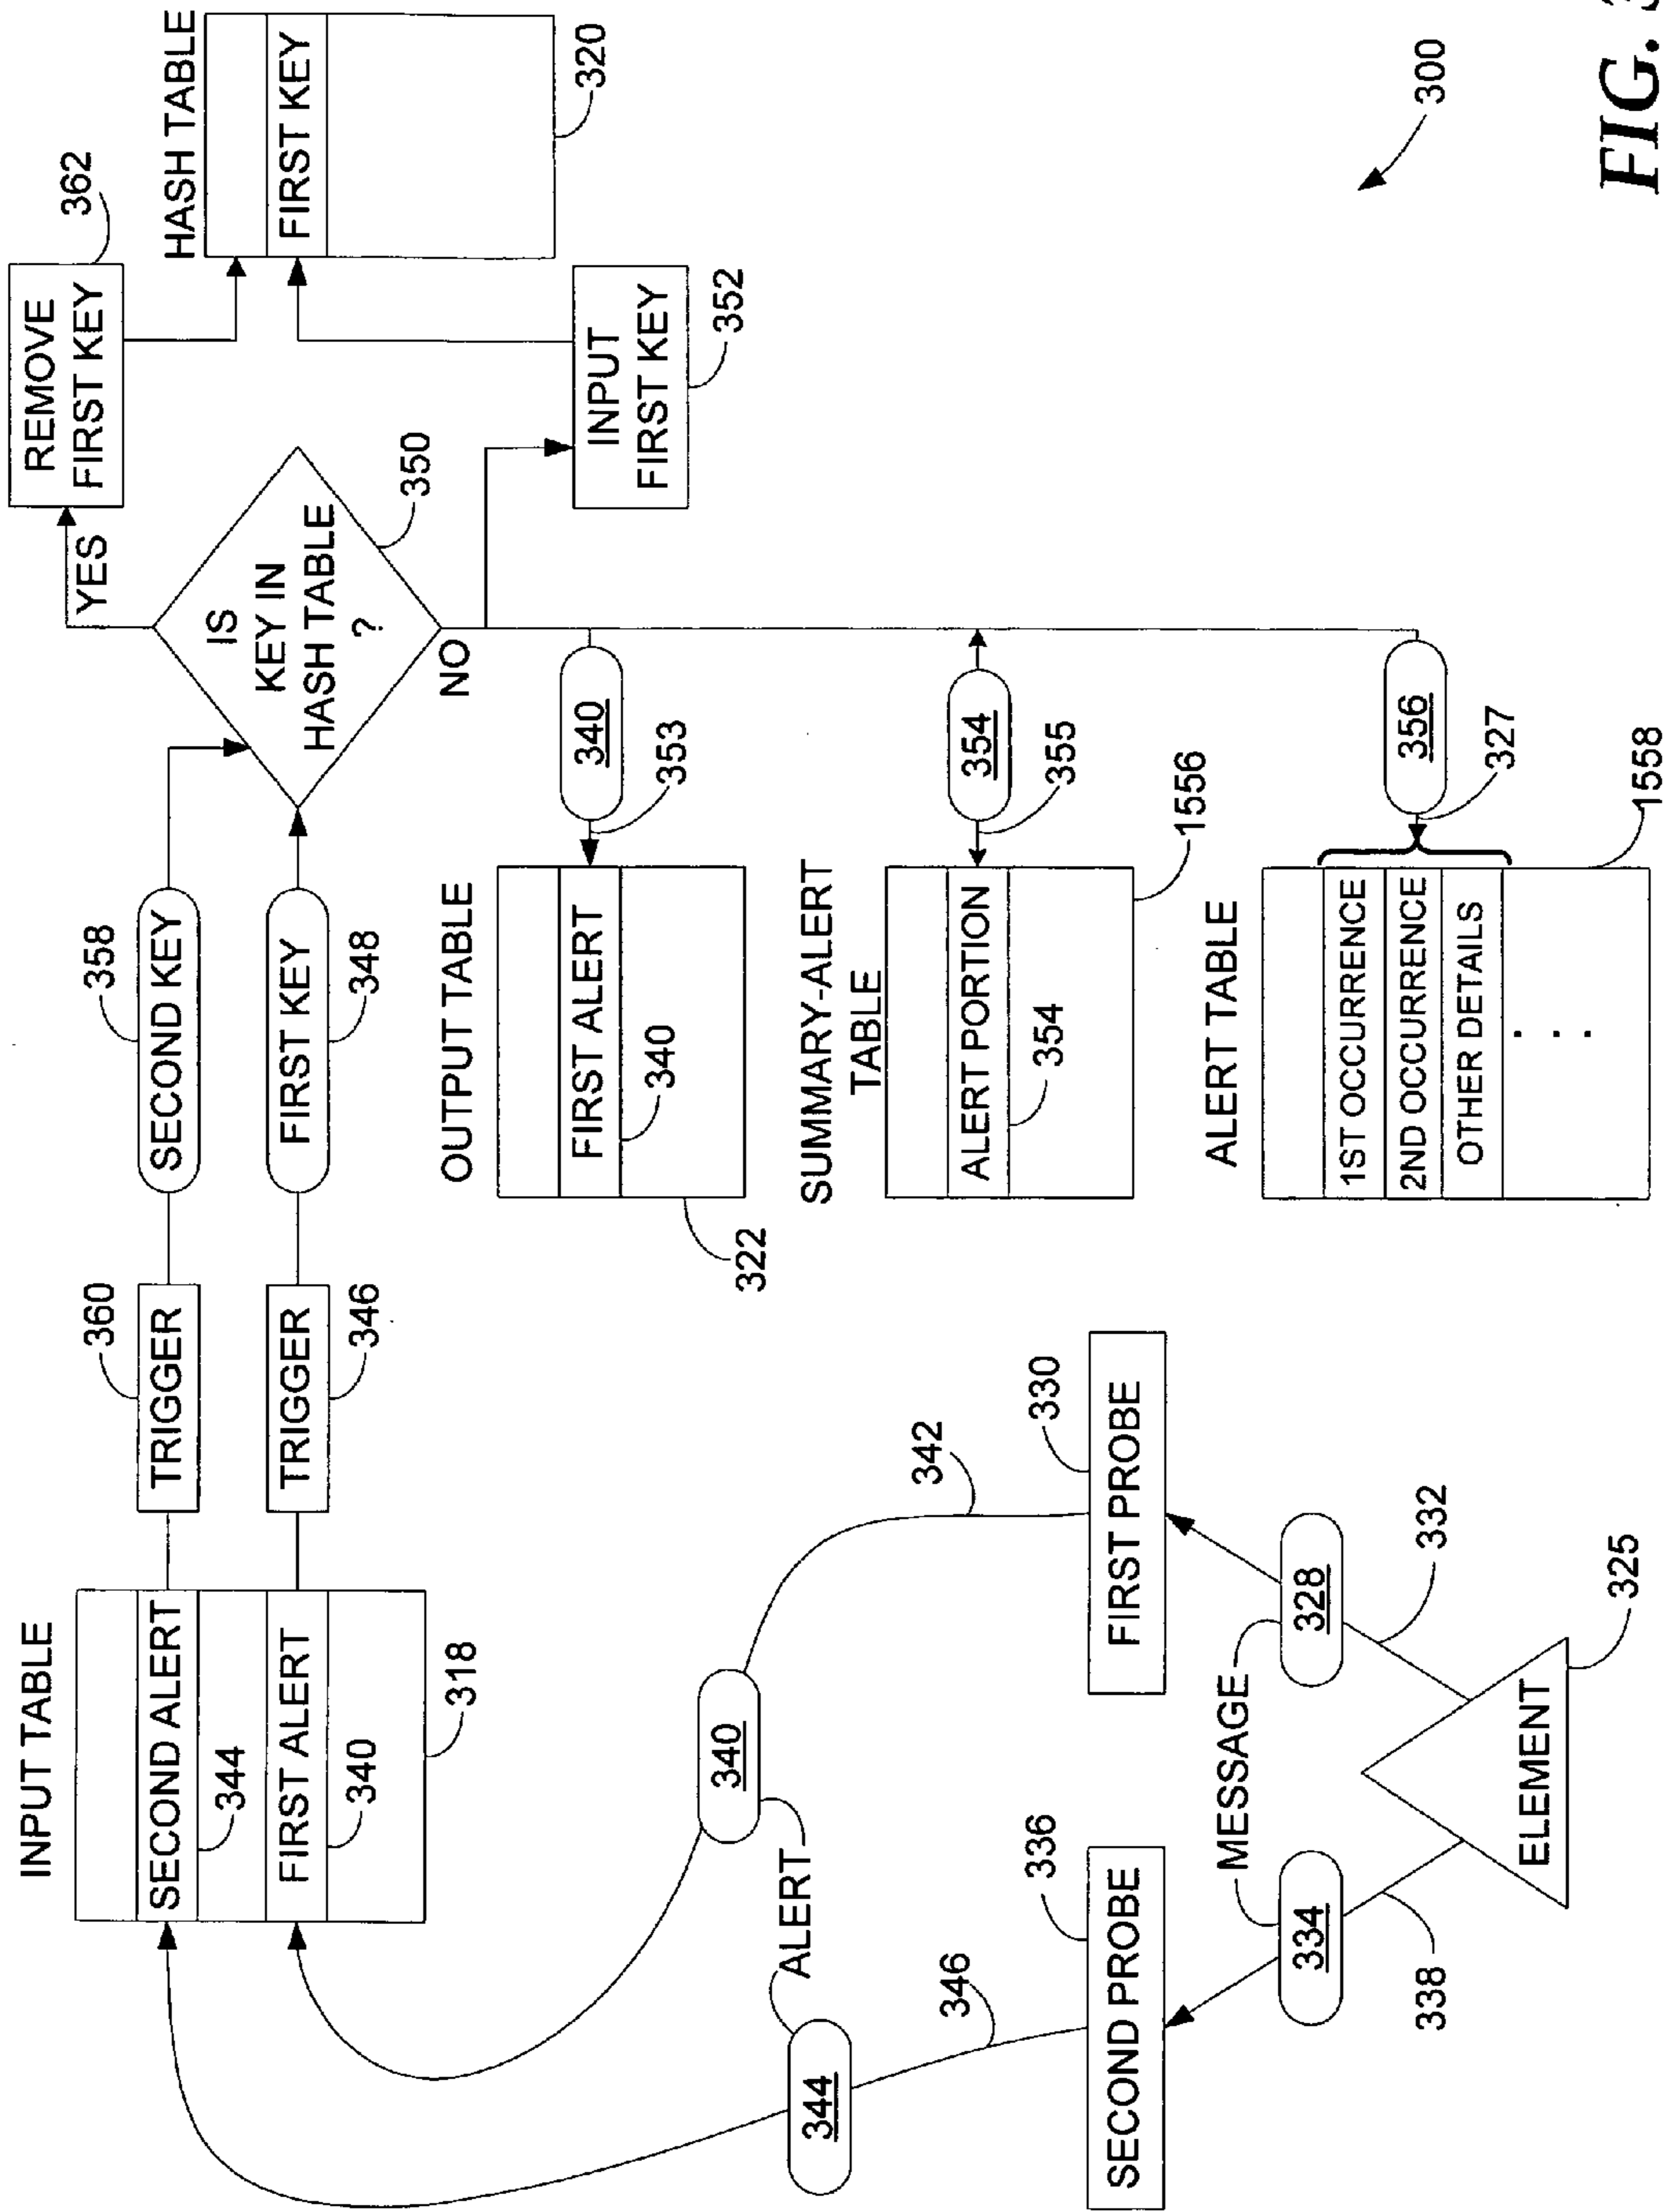 INPUT TABLE
SECOND ALERT
344
FIRST ALERT
340
318
360
TRIGGER
TRIGGER
346
358
SECOND KEY
FIRST KEY
348
IS
KEY IN
HASH TABLE
?
350
YES
NO
REMOVE
FIRST KEY
362
HASH TABLE
FIRST KEY
320
INPUT
FIRST KEY
352
OUTPUT TABLE
FIRST ALERT
340
322
340
353
SUMMARY-ALERT
TABLE
ALERT PORTION
354
1556
354
355
ALERT TABLE
1ST OCCURRENCE
2ND OCCURRENCE
OTHER DETAILS
. . .
1558
356
327
344
ALERT
340
346
342
SECOND PROBE
336
FIRST PROBE
330
334
MESSAGE
328
338
332
ELEMENT
325
300
FIG.